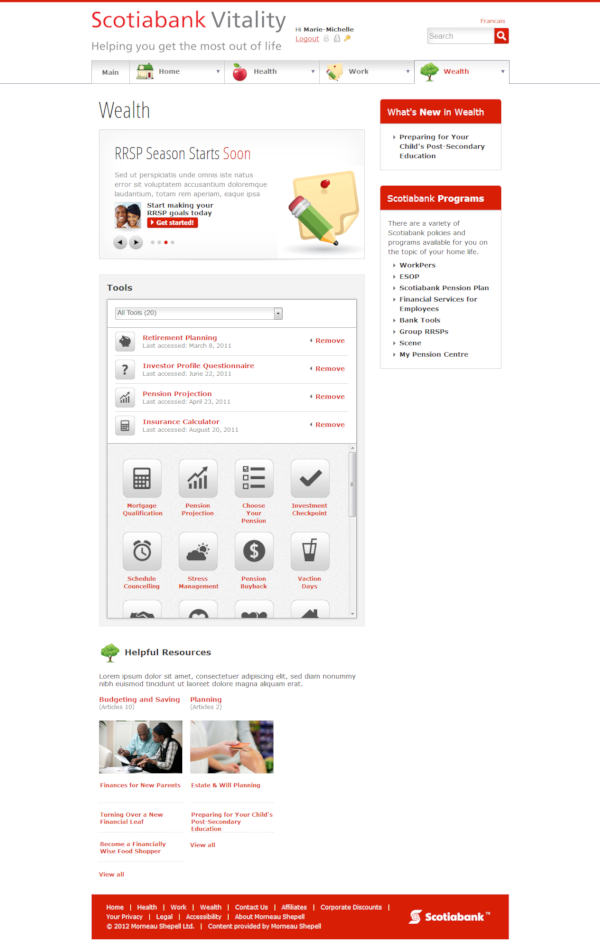 Scotiabank Vitality
Helping you get the most out of life
Hi Marie-Michelle
Logout
Francais
Search
Main
Home
Health
Work
Wealth
Wealth
RRSP Season Starts Soon
Sed ut perspiciatis unde omnis iste natus
error sit voluptatem accusantium doloremque
laudantium, totam rem aperiam, eaque ipsa
Start making your
RRSP goals today
Get started!
Tools
All Tools (20)
Retirement Planning
Last accessed: March 8, 2011
Remove
Investor Profile Questionnaire
Last accessed: June 22, 2011
Remove
Pension Projection
Last accessed: April 23, 2011
Remove
Insurance Calculator
Last accessed: August 20, 2011
Remove
Mortgage
Qualification
Pension
Projection
Choose
Your
Pension
Investment
Checkpoint
Schedule
Councelling
Stress
Management
Pension
Buyback
Vaction
Days
Helpful Resources
Lorem ipsum dolor sit amet, consectetuer adipiscing elit, sed diam nonummy
nibh euismod tincidunt ut laoreet dolore magna aliquam erat.
Budgeting and Saving
(Articles 10)
Finances for New Parents
Turning Over a New
Financial Leaf
Become a Financially
Wise Food Shopper
View all
Planning
(Articles 2)
Estate & Will Planning
Preparing for Your Child's
Post-Secondary
Education
View all
What's New in Wealth
Preparing for Your
Child's Post-Secondary
Education
Scotiabank Programs
There are a variety of
Scotiabank policies and
programs available for you on
the topic of your home life.
WorkPers
ESOP
Scotiabank Pension Plan
Financial Services for
Employees
Bank Tools
Group RRSPs
Scene
My Pension Centre
Home | Health | Work | Wealth | Contact Us | Affiliates | Corporate Discounts |
Your Privacy | Legal | Accessibility | About Morneau Shepell
© 2012 Morneau Shepell Ltd. | Content provided by Morneau Shepell
Scotiabank™